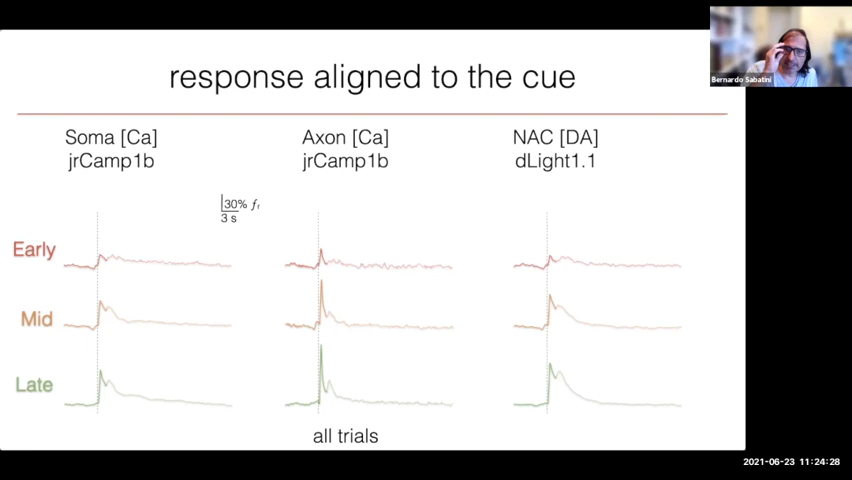 response aligned to the cue
Bernardo Sabatini
Soma [Ca]
jrCamp1b
Axon [Ca]
jrCamp1b
NAC [DA]
dLight1.1
30% fr
3 s
Early
Mid
Late
all trials
2021-06-23 11:24:28